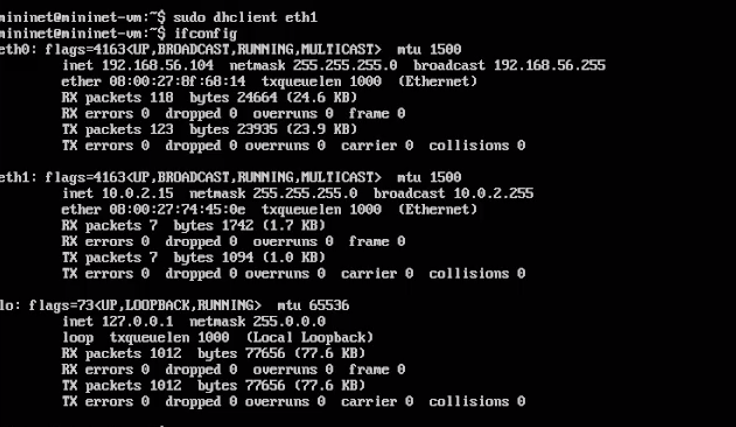 mininet@mininet-vm:~$ sudo dhclient eth1
mininet@mininet-vm:~$ ifconfig
eth0: flags=4163<UP,BROADCAST,RUNNING,MULTICAST> mtu 1500
inet 192.168.56.104 netmask 255.255.255.0 broadcast 192.168.56.255
ether 08:00:27:8f:68:14 txqueuelen 1000 (Ethernet)
RX packets 118 bytes 24664 (24.6 KB)
RX errors 0 dropped 0 overruns 0 frame 0
TX packets 123 bytes 23935 (23.9 KB)
TX errors 0 dropped 0 overruns 0 carrier 0 collisions 0
eth1: flags=4163<UP,BROADCAST,RUNNING,MULTICAST> mtu 1500
inet 10.0.2.15 netmask 255.255.255.0 broadcast 10.0.2.255
ether 08:00:27:74:45:0e txqueuelen 1000 (Ethernet)
RX packets 7 bytes 1742 (1.7 KB)
RX errors 0 dropped 0 overruns 0 frame 0
TX packets 7 bytes 1094 (1.0 KB)
TX errors 0 dropped 0 overruns 0 carrier 0 collisions 0
lo: flags=73<UP,LOOPBACK,RUNNING> mtu 65536
inet 127.0.0.1 netmask 255.0.0.0
loop txqueuelen 1000 (Local Loopback)
RX packets 1012 bytes 77656 (77.6 KB)
RX errors 0 dropped 0 overruns 0 frame 0
TX packets 1012 bytes 77656 (77.6 KB)
TX errors 0 dropped 0 overruns 0 carrier 0 collisions 0